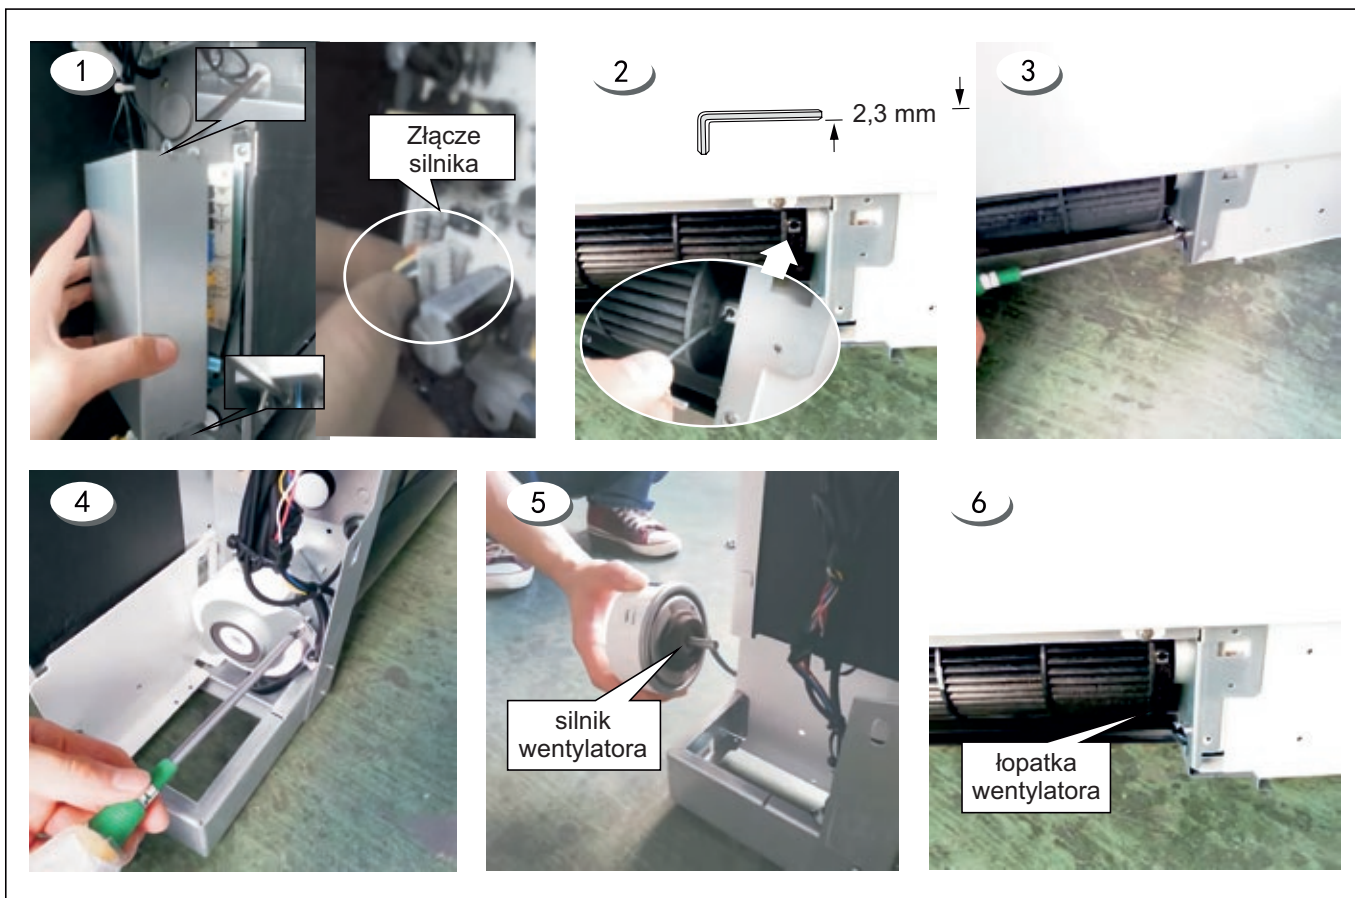 1
Złącze
silnika
2
2,3 mm
3
4
5
silnik
wentylatora
6
łopatka
wentylatora